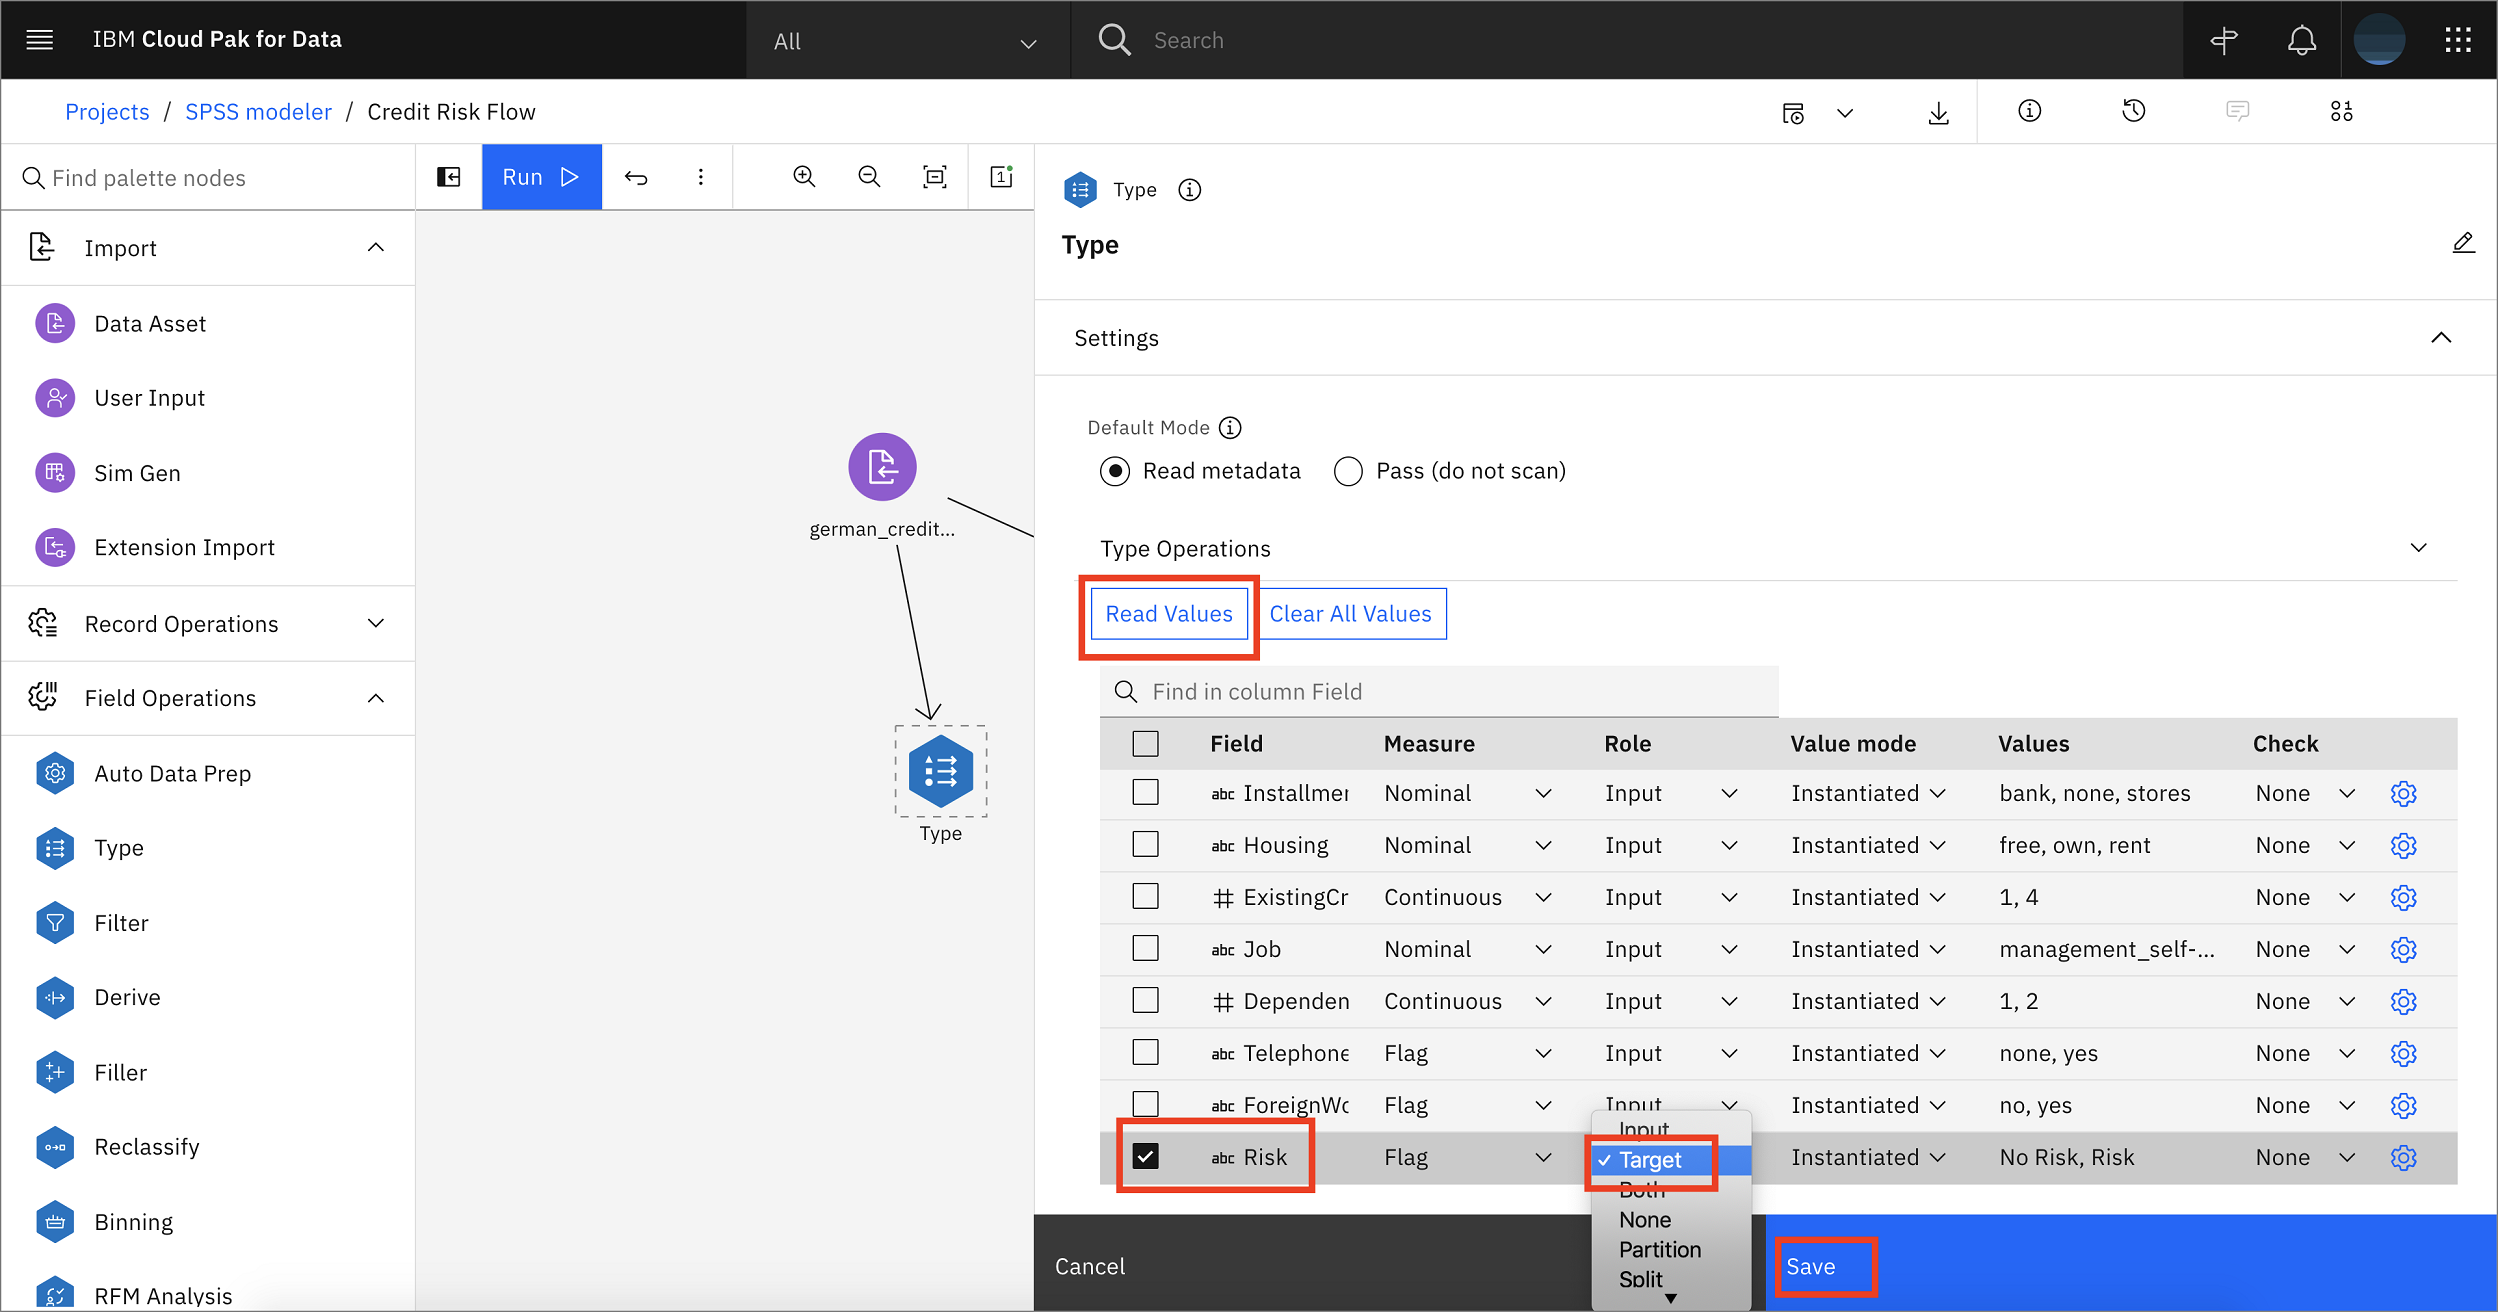 IBM Cloud Pak for Data
All
Search
Projects / SPSS modeler / Credit Risk Flow
Find palette nodes
Run
1
Import
Data Asset
User Input
Sim Gen
Extension Import
Record Operations
Field Operations
Auto Data Prep
Type
Filter
Derive
Filler
Reclassify
Binning
RFM Analysis
german_credit...
Type
Type
Type
Settings
Default Mode
Read metadata Pass (do not scan)
Type Operations
Read Values Clear All Values
Find in column Field
Field Measure Role Value mode Values Check
abc Installmer Nominal Input Instantiated bank, none, stores None
abc Housing Nominal Input Instantiated free, own, rent None
# ExistingCr Continuous Input Instantiated 1, 4 None
abc Job Nominal Input Instantiated management_self-... None
# Dependen Continuous Input Instantiated 1, 2 None
abc Telephone Flag Input Instantiated none, yes None
abc ForeignWc Flag Input Instantiated no, yes None
abc Risk Flag Instantiated No Risk, Risk None
Input
✓ Target
Both
None
Partition
Split
Cancel
Save